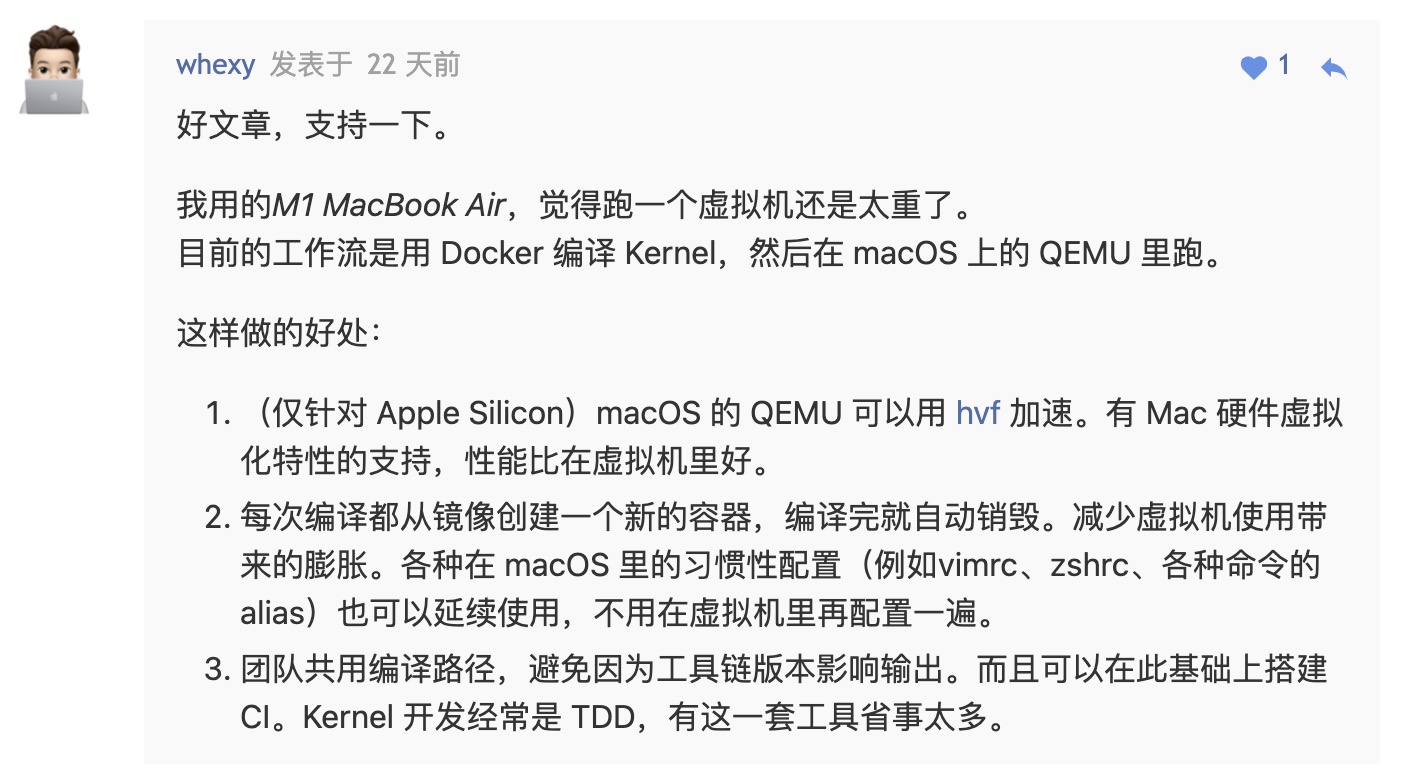 whexy 发表于 22 天前 1
好文章，支持一下。
我用的M1 MacBook Air，觉得跑一个虚拟机还是太重了。
目前的工作流是用 Docker 编译 Kernel，然后在 macOS 上的 QEMU 里跑。
这样做的好处：
1. （仅针对 Apple Silicon）macOS 的 QEMU 可以用 hvf 加速。有 Mac 硬件虚拟
化特性的支持，性能比在虚拟机里好。
2. 每次编译都从镜像创建一个新的容器，编译完就自动销毁。减少虚拟机使用带
来的膨胀。各种在 macOS 里的习惯性配置（例如vimrc、zshrc、各种命令的
alias）也可以延续使用，不用在虚拟机里再配置一遍。
3. 团队共用编译路径，避免因为工具链版本影响输出。而且可以在此基础上搭建
CI。Kernel 开发经常是 TDD，有这一套工具省事太多。